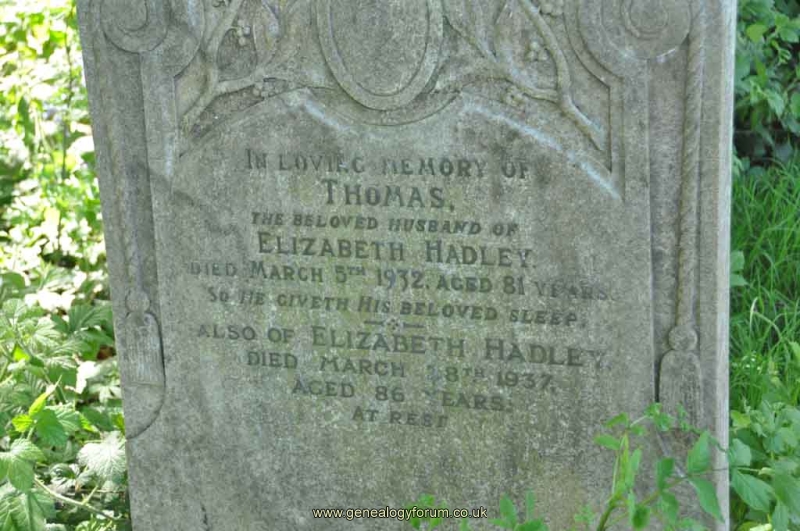 IN LOVING MEMORY OF
THOMAS,
THE BELOVED HUSBAND OF
ELIZABETH HADLEY.
DIED MARCH 5TH 1932, AGED 81 YEARS.
SO HE GIVETH HIS BELOVED SLEEP.
ALSO OF ELIZABETH HADLEY,
DIED MARCH 1937,
AGED 86 YEARS.
AT REST
www.genealogyforum.co.uk